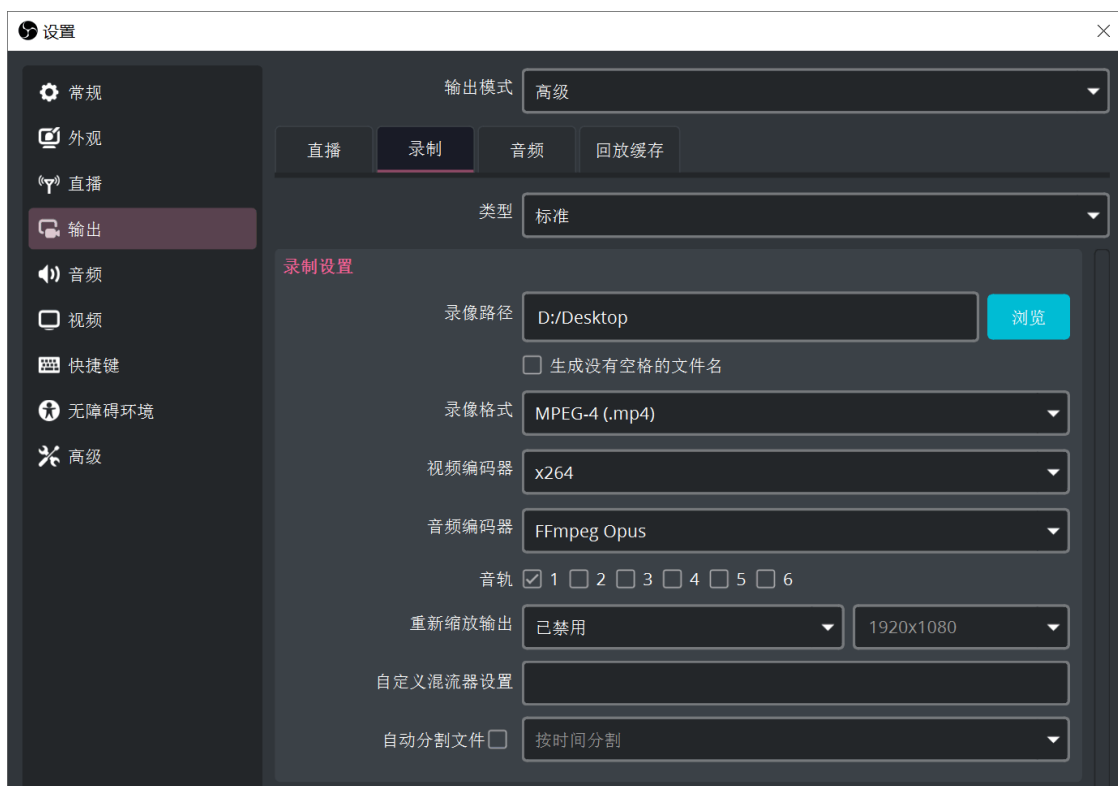 设置
常规
外观
直播
输出
音频
视频
快捷键
无障碍环境
高级
输出模式 高级
直播 录制 音频 回放缓存
类型 标准
录制设置
录像路径 D:/Desktop 浏览
生成没有空格的文件名
录像格式 MPEG-4 (.mp4)
视频编码器 x264
音频编码器 FFmpeg Opus
音轨 1 2 3 4 5 6
重新缩放输出 已禁用 1920x1080
自定义混流器设置
自动分割文件 按时间分割